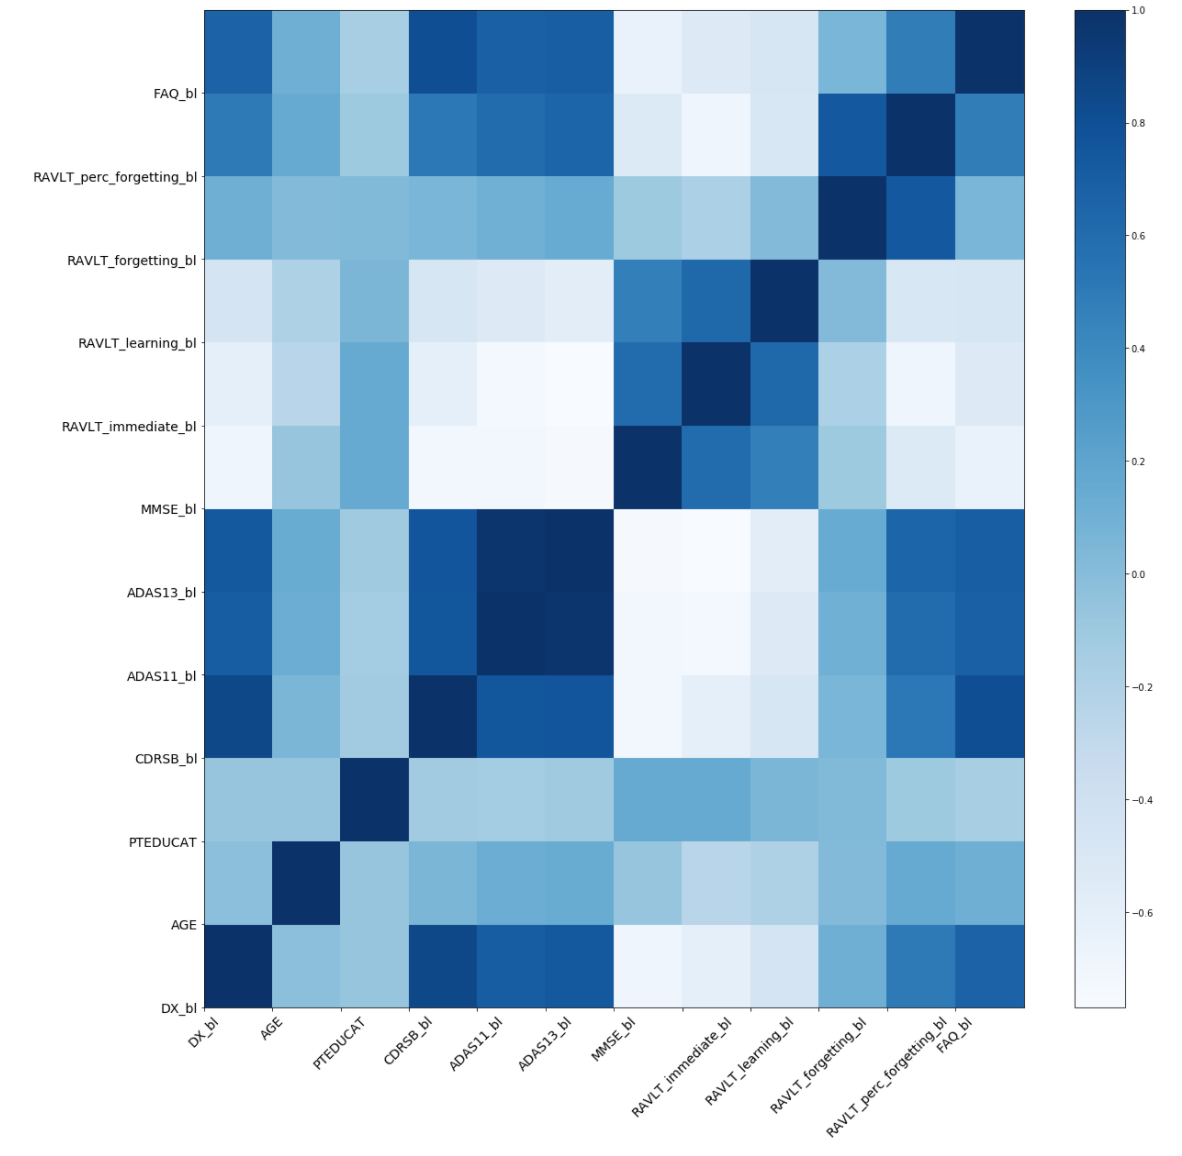 FAQ_bl
RAVLT_perc_forgetting_bl
RAVLT_forgetting_bl
RAVLT_learning_bl
RAVLT_immediate_bl
MMSE_bl
ADAS13_bl
ADAS11_bl
CDRSB_bl
PTEDUCAT
AGE
DX_bl
DX_bl
AGE
PTEDUCAT
CDRSB_bl
ADAS11_bl
ADAS13_bl
MMSE_bl
RAVLT_immediate_bl
RAVLT_learning_bl
RAVLT_forgetting_bl
RAVLT_perc_forgetting_bl
FAQ_bl
1.0
0.8
0.6
0.4
0.2
0.0
−0.2
−0.4
−0.6